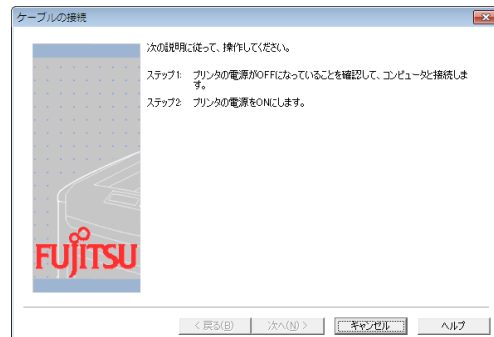 ケーブルの接続
次の説明に従って、操作してください。
ステップ1: プリンタの電源がOFFになっていることを確認して、コンピュータと接続しま
す。
ステップ2: プリンタの電源をONにします。
FUJITSU
< 戻る(B)
次へ(N) >
キャンセル
ヘルプ